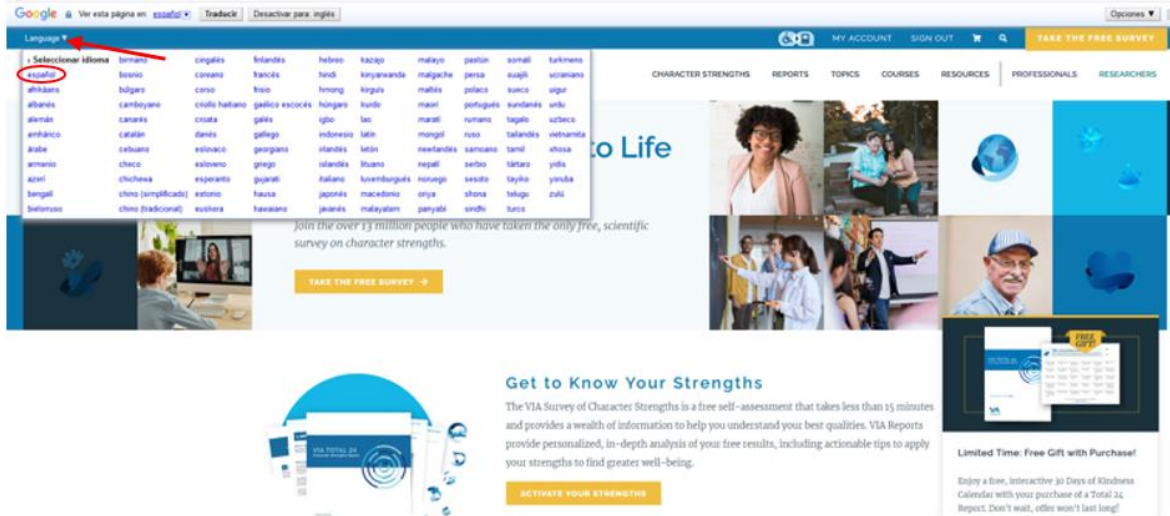 Google Ver esta página en: español Traducir Desactivar para: inglés Opciones ▼
Language ▼ MY ACCOUNT SIGN OUT TAKE THE FREE SURVEY
› Seleccionar idioma birmano cingalés finlandés hebreo kazajo malayo pastún somalí turkmeno
español bosnio coreano francés hindi kinyarwanda malgache persa suajili ucraniano
afrikáans búlgaro corso frisio hmong kirguís maltés polaco sueco uigur
albanés camboyano criollo haitiano gaélico escocés húngaro kurdo maorí portugués sundanés urdu
alemán canarés croata galés igbo lao maratí rumano tagalo uzbeco
amhárico catalán danés gallego indonesio latín mongol ruso tailandés vietnamita
árabe cebuano eslovaco georgiano irlandés letón neerlandés samoano tamil xhosa
armenio checo esloveno griego islandés lituano nepalí serbio tártaro yidis
azerí chichewa esperanto gujarati italiano luxemburgués noruego sesoto tayiko yoruba
bengalí chino (simplificado) estonio hausa japonés macedonio oriya shona telugu zulú
bielorruso chino (tradicional) euskera hawaiano javanés malayalam panyabí sindhi turco
CHARACTER STRENGTHS REPORTS TOPICS COURSES RESOURCES PROFESSIONALS RESEARCHERS
to Life
Join the over 13 million people who have taken the only free, scientific
survey on character strengths.
TAKE THE FREE SURVEY →
Get to Know Your Strengths
The VIA Survey of Character Strengths is a free self-assessment that takes less than 15 minutes
and provides a wealth of information to help you understand your best qualities. VIA Reports
provide personalized, in-depth analysis of your free results, including actionable tips to apply
your strengths to find greater well-being.
ACTIVATE YOUR STRENGTHS
VIA TOTAL 24
FREE
GIFT!
VIA TOTAL 24
VIA
Limited Time: Free Gift with Purchase!
Enjoy a free, interactive 30 Days of Kindness
Calendar with your purchase of a Total 24
Report. Don't wait, offer won't last long!